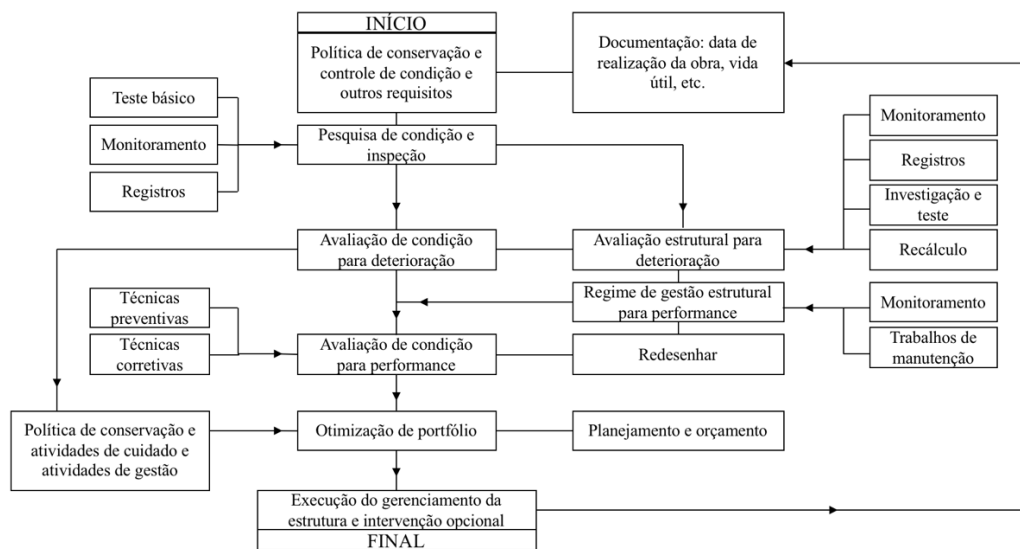 INÍCIO
Política de conservação e
controle de condição e
outros requisitos
Documentação: data de
realização da obra, vida
útil, etc.
Teste básico
Monitoramento
Registros
Pesquisa de condição e
inspeção
Monitoramento
Registros
Investigação e
teste
Recálculo
Avaliação de condição
para deterioração
Avaliação estrutural para
deterioração
Regime de gestão estrutural
para performance
Monitoramento
Trabalhos de
manutenção
Técnicas
preventivas
Técnicas
corretivas
Avaliação de condição
para performance
Redesenhar
Política de conservação e
atividades de cuidado e
atividades de gestão
Otimização de portfólio
Planejamento e orçamento
Execução do gerenciamento da
estrutura e intervenção opcional
FINAL